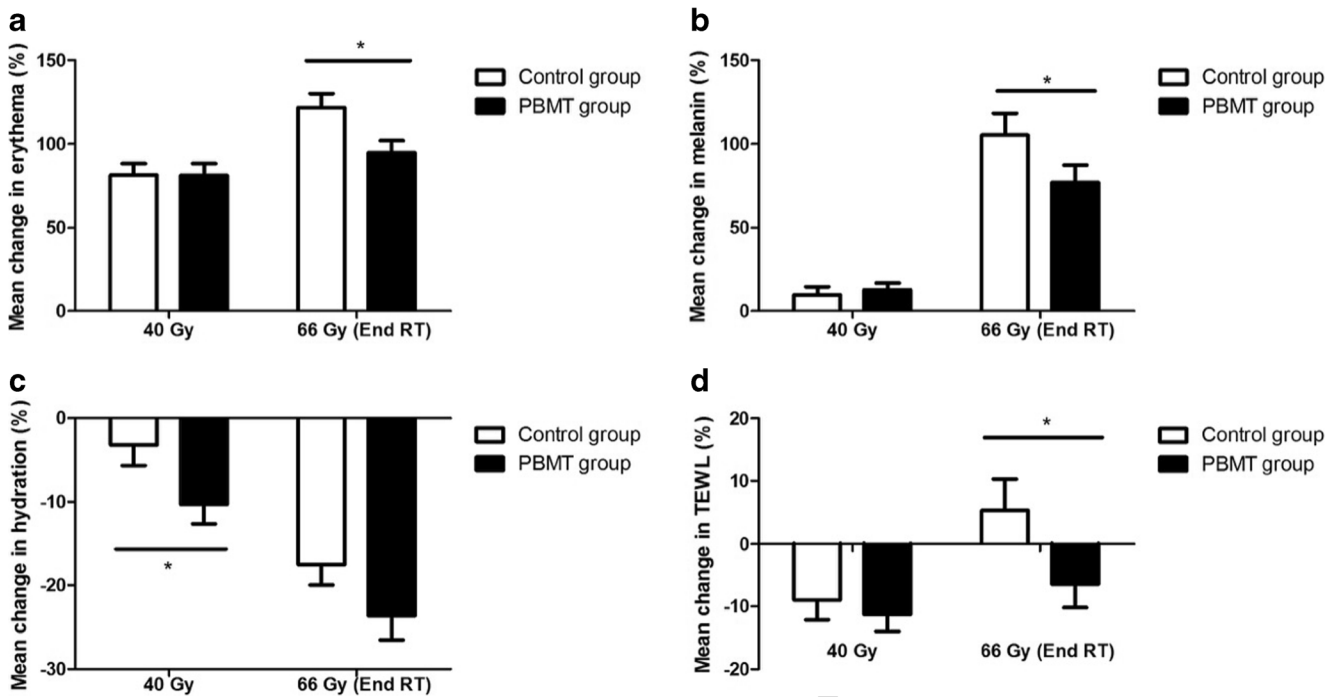 a
Mean change in erythema (%)
150
100
50
0
*
40 Gy
66 Gy (End RT)
Control group
PBMT group
b
Mean change in melanin (%)
150
100
50
0
*
40 Gy
66 Gy (End RT)
Control group
PBMT group
c
Mean change in hydration (%)
0
-10
-20
-30
*
40 Gy
66 Gy (End RT)
Control group
PBMT group
d
Mean change in TEWL (%)
20
10
0
-10
-20
*
40 Gy
66 Gy (End RT)
Control group
PBMT group